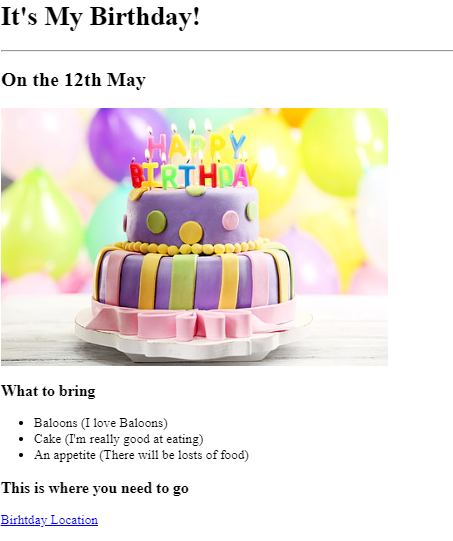 It's My Birthday!
On the 12th May
HAPPY
BIRTHDAY
What to bring
Baloons (I love Baloons)
Cake (I'm really good at eating)
An appetite (There will be losts of food)
This is where you need to go
Birhtday Location